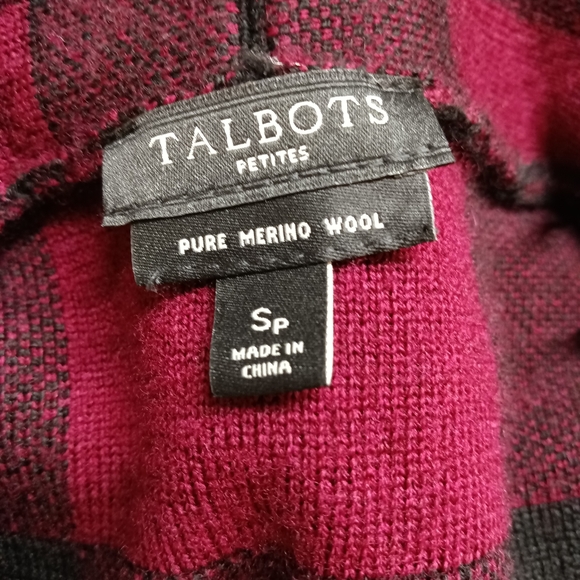 TALBOTS
PETITES
PURE MERINO WOOL
SP
MADE IN
CHINA